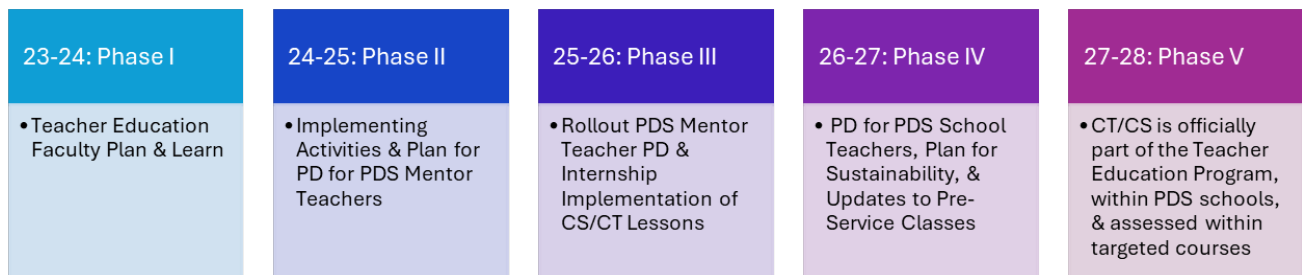 23-24: Phase I
• Teacher Education
Faculty Plan & Learn
24-25: Phase II
• Implementing
Activities & Plan for
PD for PDS Mentor
Teachers
25-26: Phase III
• Rollout PDS Mentor
Teacher PD &
Internship
Implementation of
CS/CT Lessons
26-27: Phase IV
• PD for PDS School
Teachers, Plan for
Sustainability, &
Updates to Pre-
Service Classes
27-28: Phase V
• CT/CS is officially
part of the Teacher
Education Program,
within PDS schools,
& assessed within
targeted courses